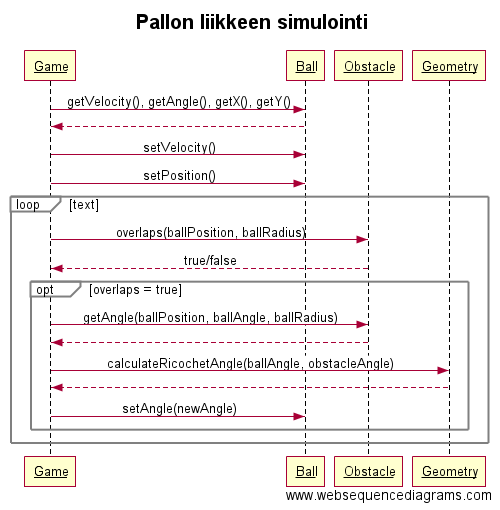 Pallon liikkeen simulointi
Game Ball Obstacle Geometry
getVelocity(), getAngle(), getX(), getY()
setVelocity()
setPosition()
loop [text]
overlaps(ballPosition, ballRadius)
true/false
opt [overlaps = true]
getAngle(ballPosition, ballAngle, ballRadius)
calculateRicochetAngle(ballAngle, obstacleAngle)
setAngle(newAngle)
Game Ball Obstacle Geometry
www.websequencediagrams.com